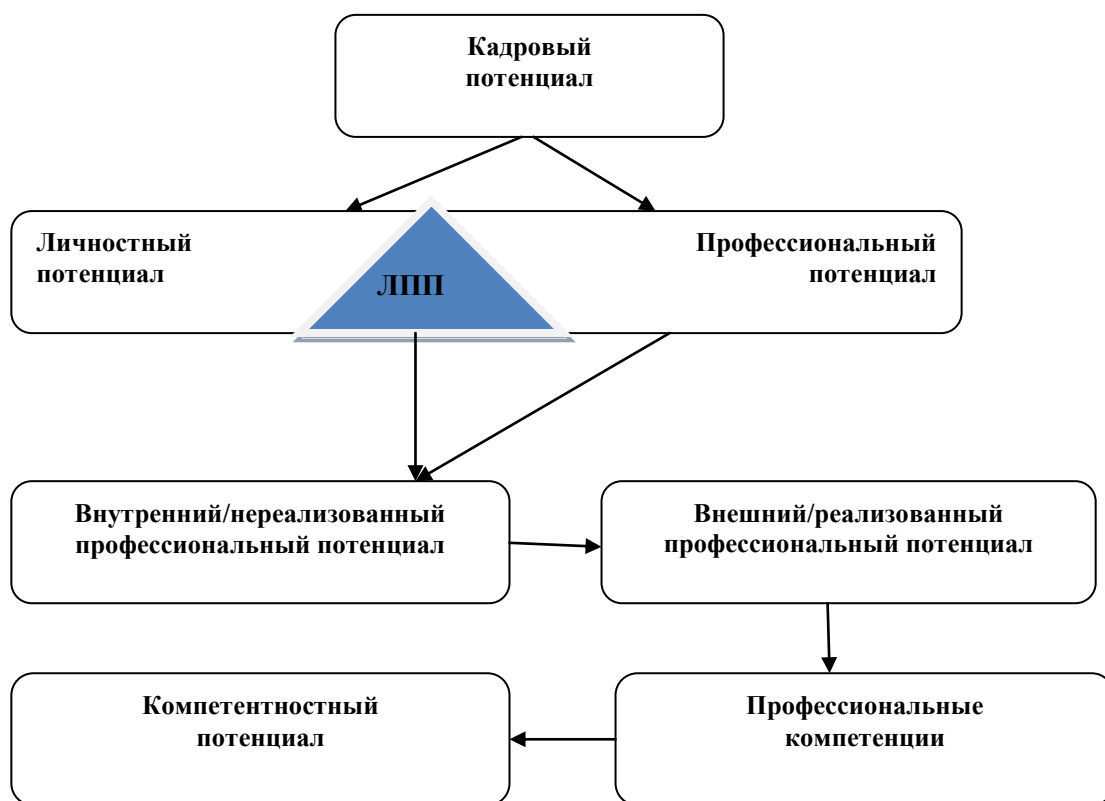 Кадровый
потенциал
Личностный
потенциал
ЛПП
Профессиональный
потенциал
Внутренний/нереализованный
профессиональный потенциал
Внешний/реализованный
профессиональный потенциал
Компетентностный
потенциал
Профессиональные
компетенции